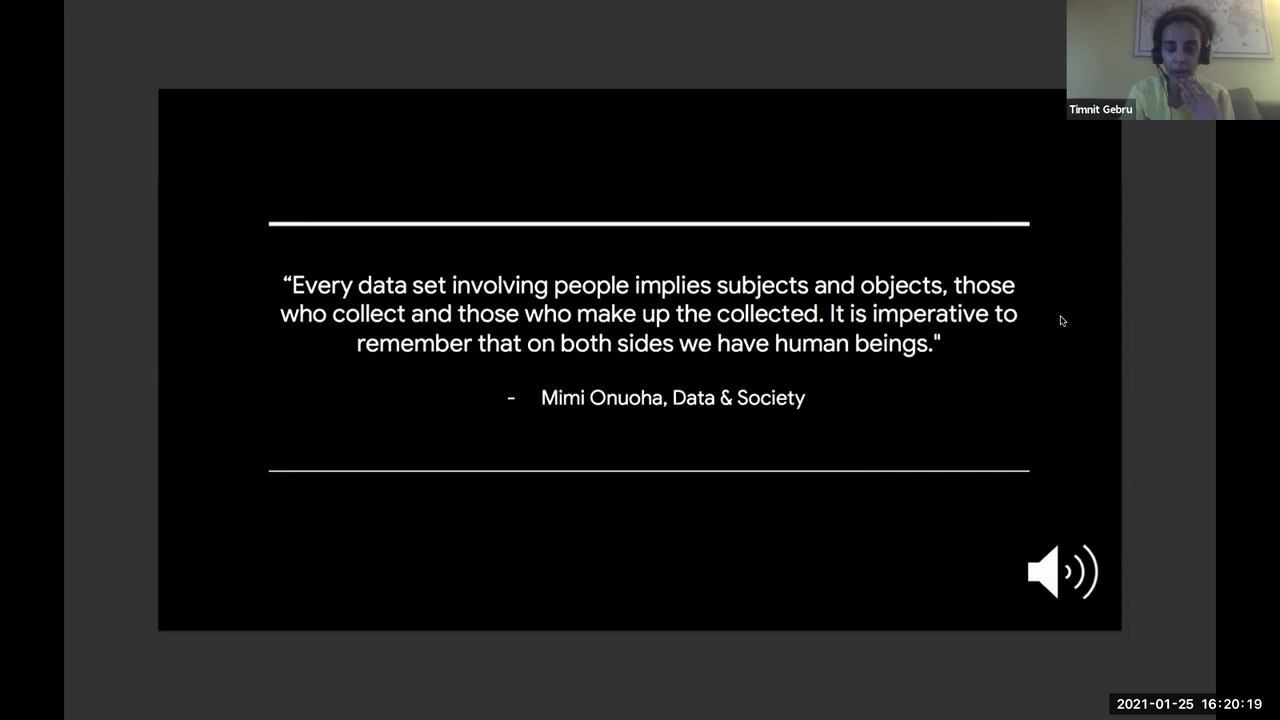 Timnit Gebru
“Every data set involving people implies subjects and objects, those
who collect and those who make up the collected. It is imperative to
remember that on both sides we have human beings."
- Mimi Onuoha, Data & Society
2021-01-25 16:20:19